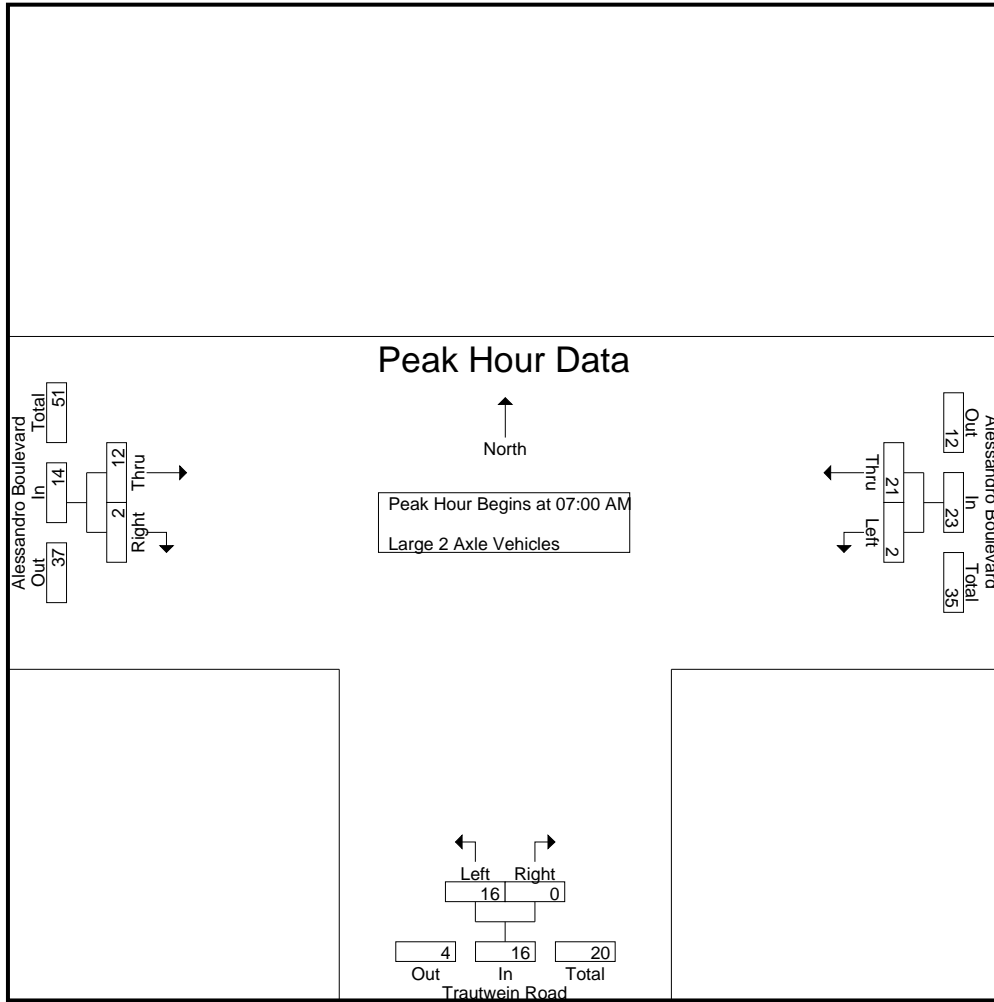 Peak Hour Data
North
Peak Hour Begins at 07:00 AM
Large 2 Axle Vehicles
Alessandro Boulevard
Out In Total
37 14 51
Right Thru
2 12
Alessandro Boulevard
Out In Total
12 23 35
Thru Left
21 2
Left Right
16 0
4 16 20
Out In Total
Trautwein Road